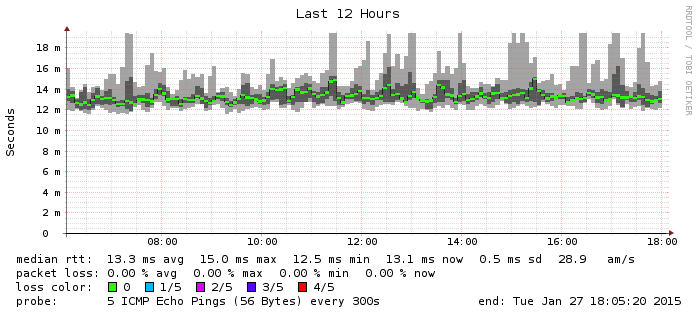 Last 12 Hours
RRDTOOL / TOBI OETIKER
Seconds
18 m
16 m
14 m
12 m
10 m
8 m
6 m
4 m
2 m
0
08:00 10:00 12:00 14:00 16:00 18:00
median rtt: 13.3 ms avg 15.0 ms max 12.5 ms min 13.1 ms now 0.5 ms sd 28.9 am/s
packet loss: 0.00 % avg 0.00 % max 0.00 % min 0.00 % now
loss color: 0 1/5 2/5 3/5 4/5
probe: 5 ICMP Echo Pings (56 Bytes) every 300s end: Tue Jan 27 18:05:20 2015